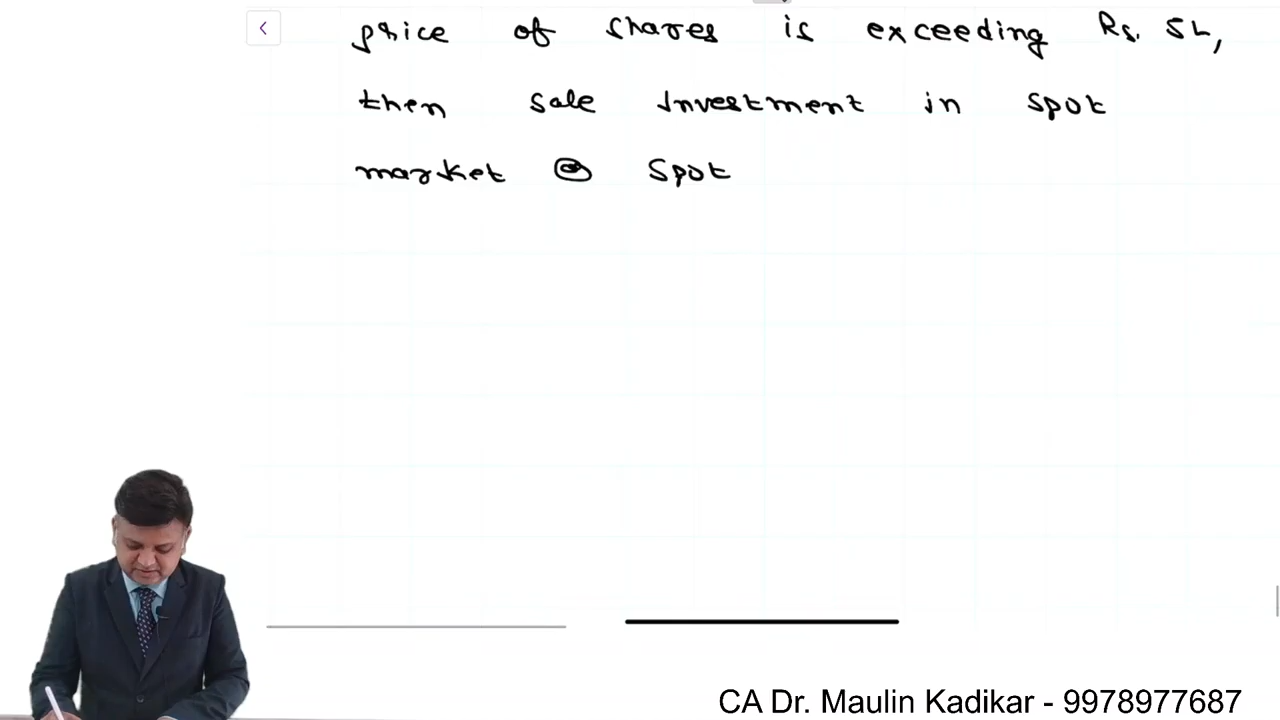 price of shares is exceeding Rs. 5L,
then sale Investment in spot
market @ Spot
CA Dr. Maulin Kadikar - 9978977687